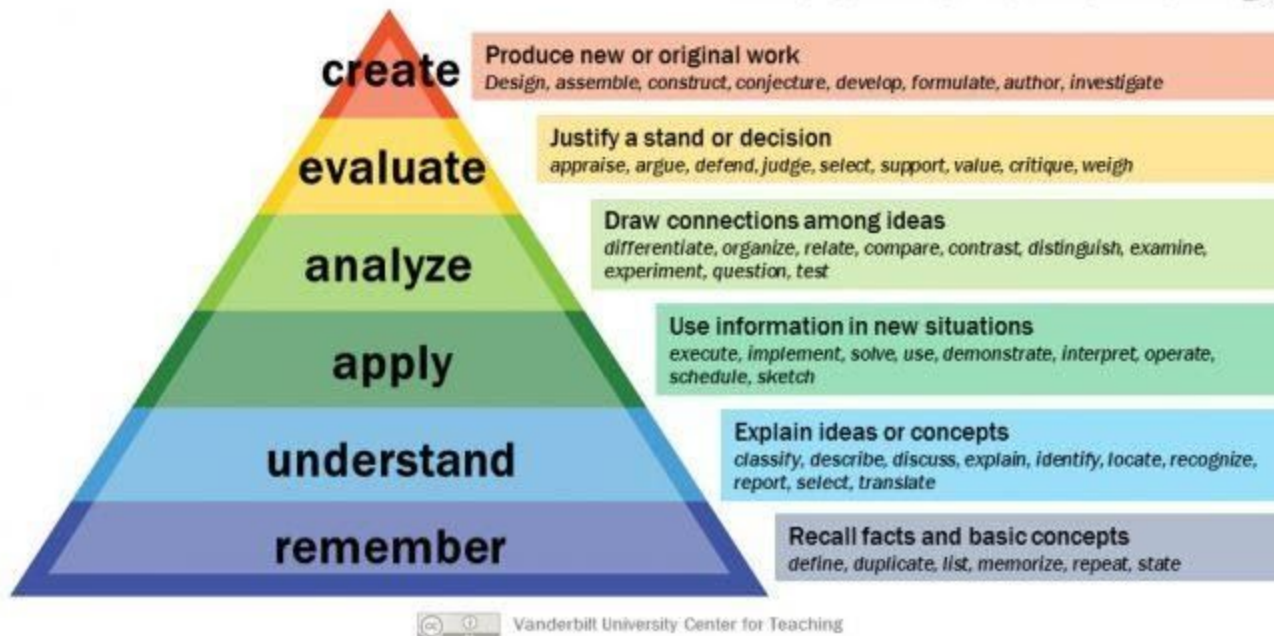 create
Produce new or original work
Design, assemble, construct, conjecture, develop, formulate, author, investigate
evaluate
Justify a stand or decision
appraise, argue, defend, judge, select, support, value, critique, weigh
analyze
Draw connections among ideas
differentiate, organize, relate, compare, contrast, distinguish, examine,
experiment, question, test
apply
Use information in new situations
execute, implement, solve, use, demonstrate, interpret, operate,
schedule, sketch
understand
Explain ideas or concepts
classify, describe, discuss, explain, identify, locate, recognize,
report, select, translate
remember
Recall facts and basic concepts
define, duplicate, list, memorize, repeat, state
cc
Vanderbilt University Center for Teaching